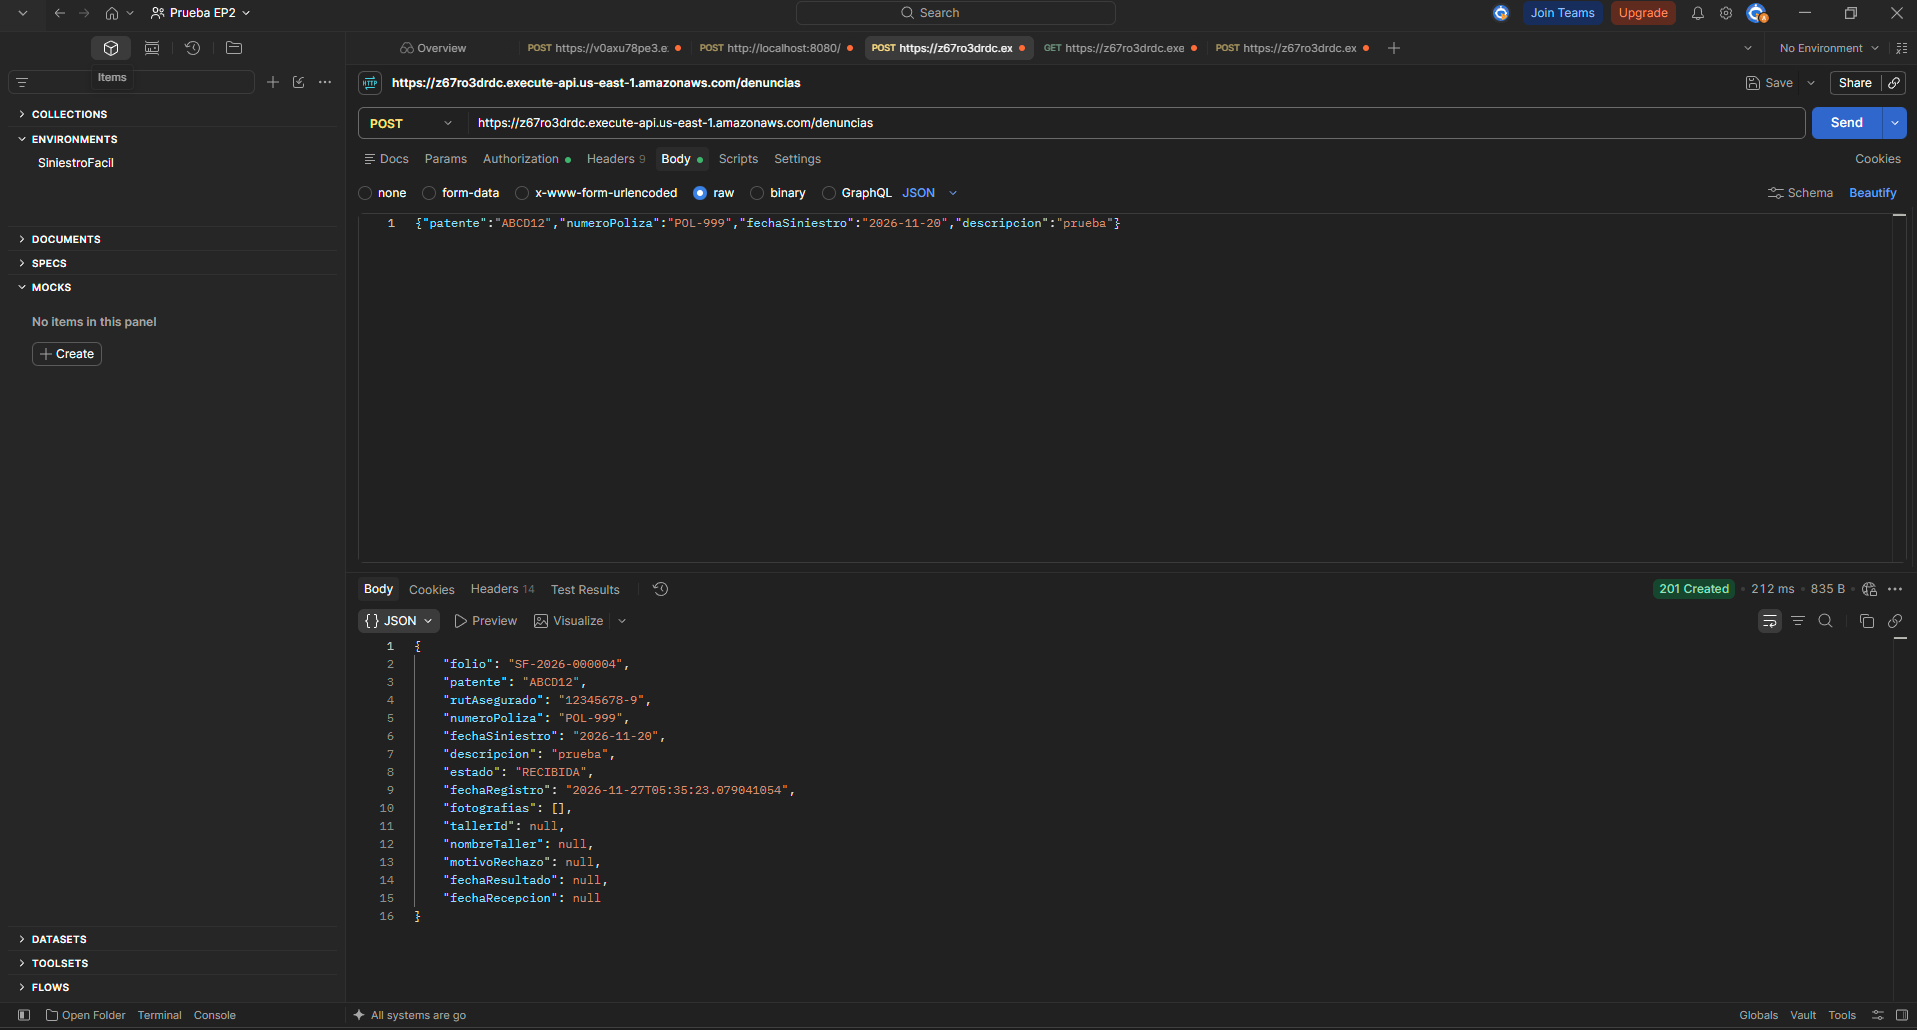 Prueba EP2
Search
Join Teams
Upgrade
Items
Overview
POST https://v0axu78pe3.e
POST http://localhost:8080/
POST https://z67ro3drdc.ex
GET https://z67ro3drdc.exe
POST https://z67ro3drdc.ex
No Environment
COLLECTIONS
ENVIRONMENTS
SiniestroFacil
DOCUMENTS
SPECS
MOCKS
No items in this panel
Create
DATASETS
TOOLSETS
FLOWS
HTTP
https://z67ro3drdc.execute-api.us-east-1.amazonaws.com/denuncias
Save
Share
POST
https://z67ro3drdc.execute-api.us-east-1.amazonaws.com/denuncias
Send
Docs Params Authorization Headers 9 Body Scripts Settings
Cookies
none form-data x-www-form-urlencoded raw binary GraphQL JSON
Schema Beautify
1 {"patente":"ABCD12","numeroPoliza":"POL-999","fechaSiniestro":"2026-11-20","descripcion":"prueba"}
Body Cookies Headers 14 Test Results
201 Created • 212 ms • 835 B
{} JSON Preview Visualize
1 {
2 "folio": "SF-2026-000004",
3 "patente": "ABCD12",
4 "rutAsegurado": "12345678-9",
5 "numeroPoliza": "POL-999",
6 "fechaSiniestro": "2026-11-20",
7 "descripcion": "prueba",
8 "estado": "RECIBIDA",
9 "fechaRegistro": "2026-11-27T05:35:23.079041054",
10 "fotografias": [],
11 "tallerId": null,
12 "nombreTaller": null,
13 "motivoRechazo": null,
14 "fechaResultado": null,
15 "fechaRecepcion": null
16 }
Open Folder Terminal Console
All systems are go
Globals Vault Tools